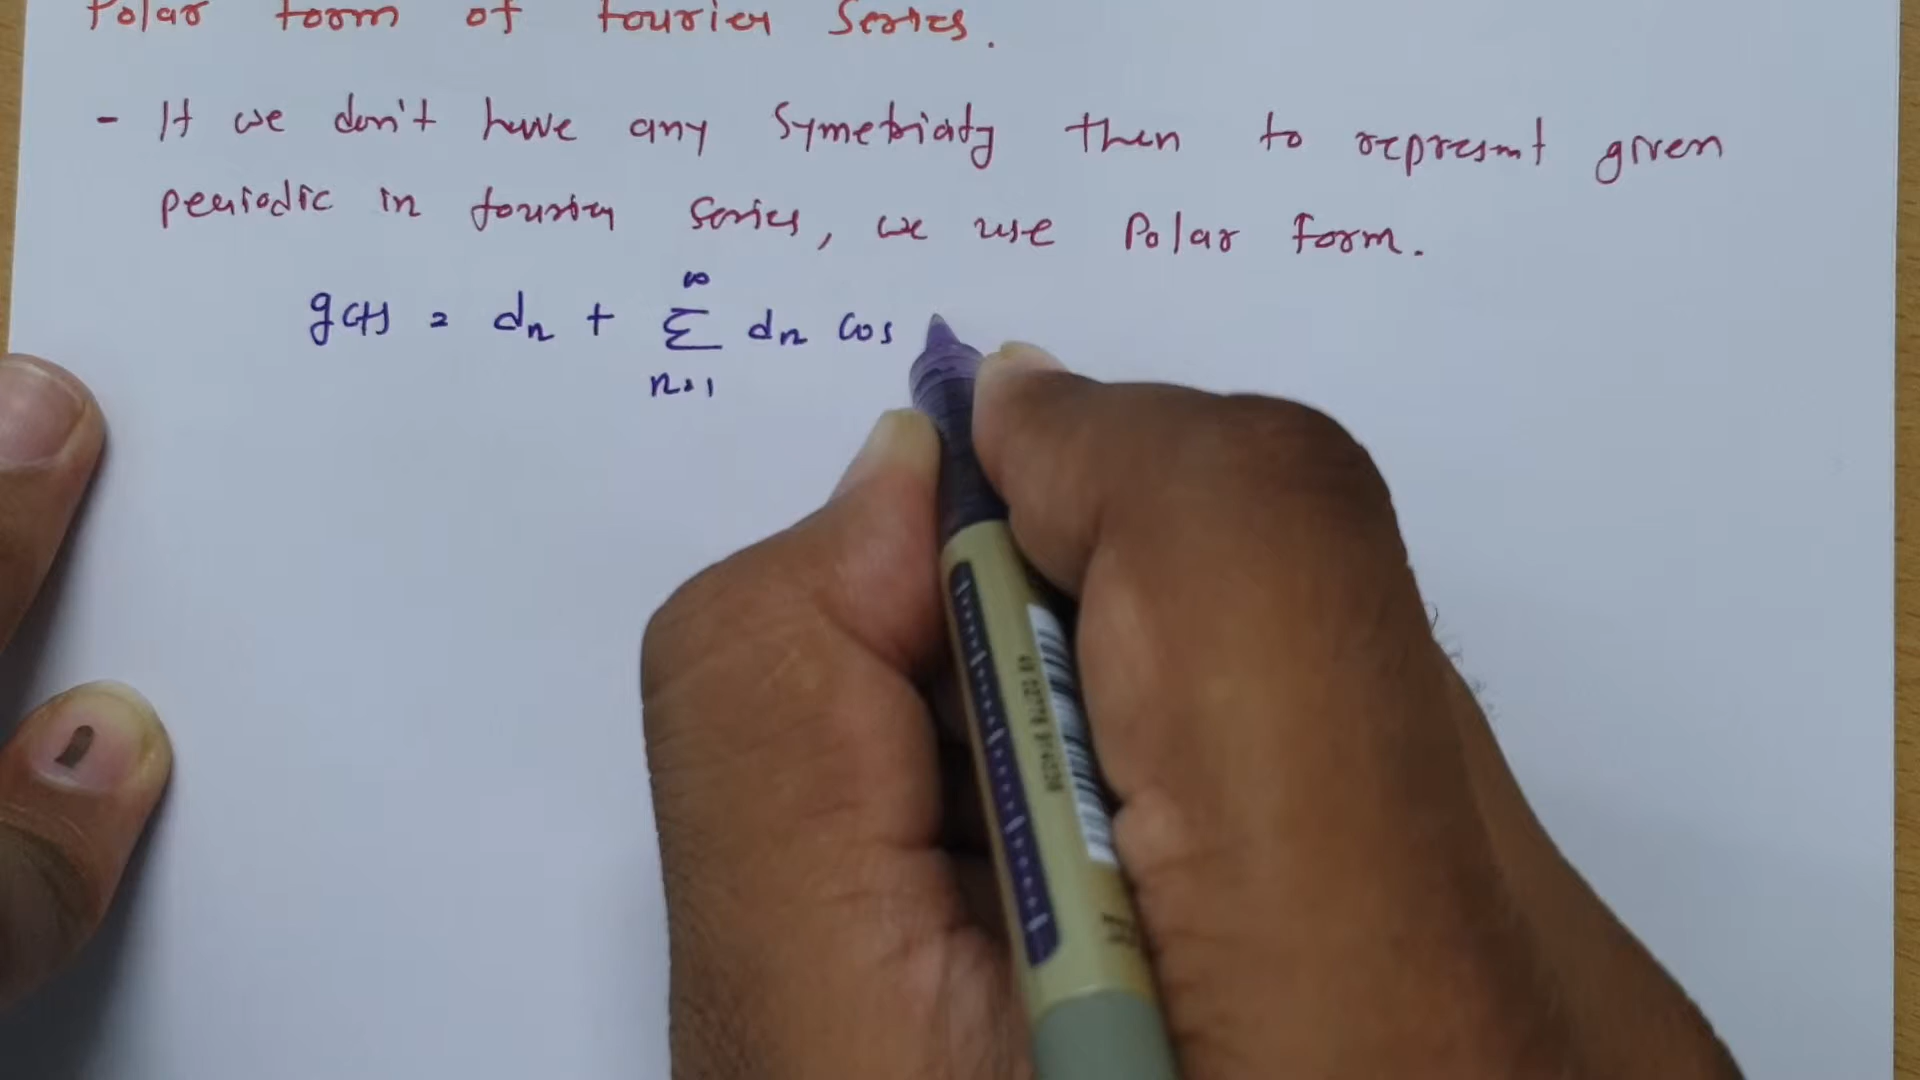 Polar form of fourier Series.
- If we don't have any Symetriaty then to represent given
periodic in fourier series, we use Polar form.
g(t) = dn + ∞ Σ n=1 dn cos